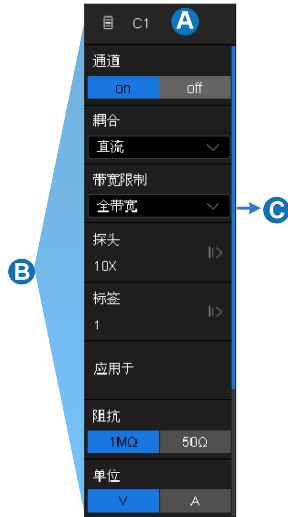 C1 A
通道
on off
耦合
直流
带宽限制
全带宽
C
探头
10X
B
标签
1
应用于
阻抗
1MΩ 50Ω
单位
V A